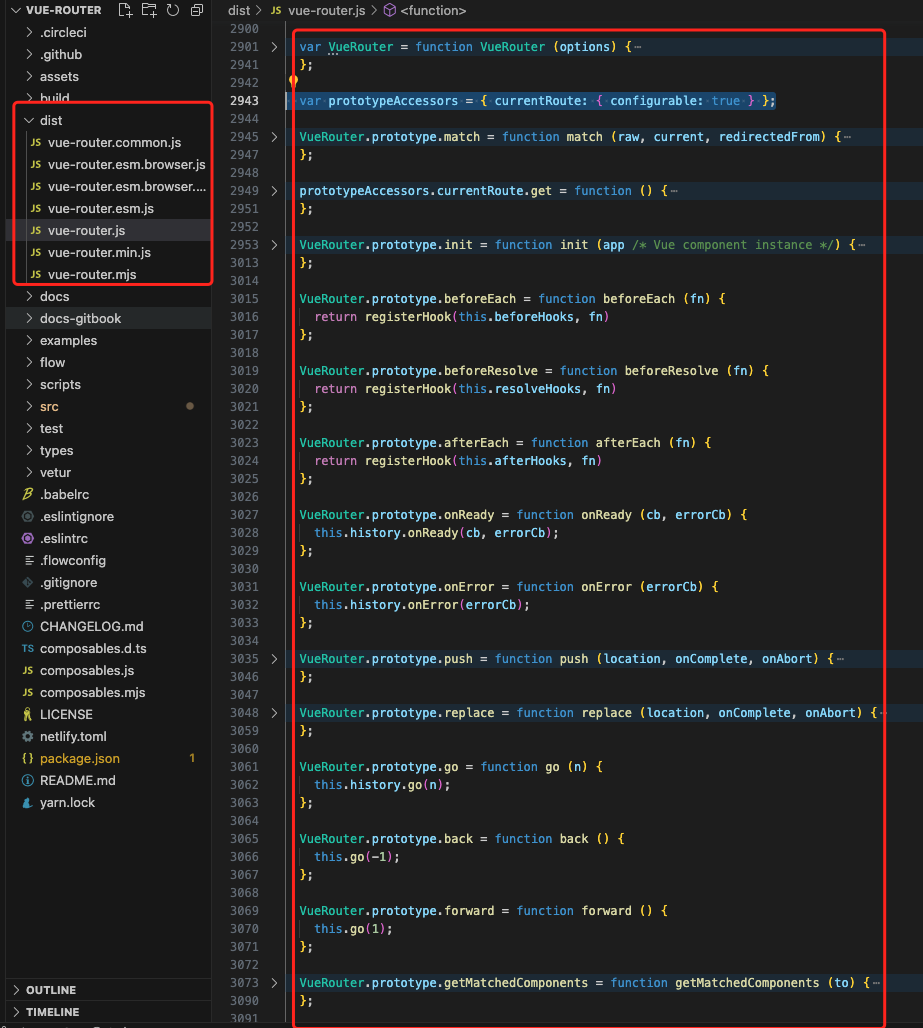 VUE-ROUTER
.circleci
.github
assets
build
dist
JS vue-router.common.js
JS vue-router.esm.browser.js
JS vue-router.esm.browser....
JS vue-router.esm.js
JS vue-router.js
JS vue-router.min.js
JS vue-router.mjs
docs
docs-gitbook
examples
flow
scripts
src
test
types
vetur
.babelrc
.eslintignore
.eslintrc
.flowconfig
.gitignore
.prettierrc
CHANGELOG.md
TS composables.d.ts
JS composables.js
JS composables.mjs
LICENSE
netlify.toml
{} package.json 1
README.md
yarn.lock
OUTLINE
TIMELINE
dist > JS vue-router.js > <function>
2900
2901 > var VueRouter = function VueRouter (options) {⋯
2941 };
2942
2943 var prototypeAccessors = { currentRoute: { configurable: true } };
2944
2945 > VueRouter.prototype.match = function match (raw, current, redirectedFrom) {⋯
2947 };
2948
2949 > prototypeAccessors.currentRoute.get = function () {⋯
2951 };
2952
2953 > VueRouter.prototype.init = function init (app /* Vue component instance */) {⋯
3013 };
3014
3015 VueRouter.prototype.beforeEach = function beforeEach (fn) {
3016 return registerHook(this.beforeHooks, fn)
3017 };
3018
3019 VueRouter.prototype.beforeResolve = function beforeResolve (fn) {
3020 return registerHook(this.resolveHooks, fn)
3021 };
3022
3023 VueRouter.prototype.afterEach = function afterEach (fn) {
3024 return registerHook(this.afterHooks, fn)
3025 };
3026
3027 VueRouter.prototype.onReady = function onReady (cb, errorCb) {
3028 this.history.onReady(cb, errorCb);
3029 };
3030
3031 VueRouter.prototype.onError = function onError (errorCb) {
3032 this.history.onError(errorCb);
3033 };
3034
3035 > VueRouter.prototype.push = function push (location, onComplete, onAbort) {⋯
3046 };
3047
3048 > VueRouter.prototype.replace = function replace (location, onComplete, onAbort) {⋯
3059 };
3060
3061 VueRouter.prototype.go = function go (n) {
3062 this.history.go(n);
3063 };
3064
3065 VueRouter.prototype.back = function back () {
3066 this.go(-1);
3067 };
3068
3069 VueRouter.prototype.forward = function forward () {
3070 this.go(1);
3071 };
3072
3073 > VueRouter.prototype.getMatchedComponents = function getMatchedComponents (to) {⋯
3090 };
3091